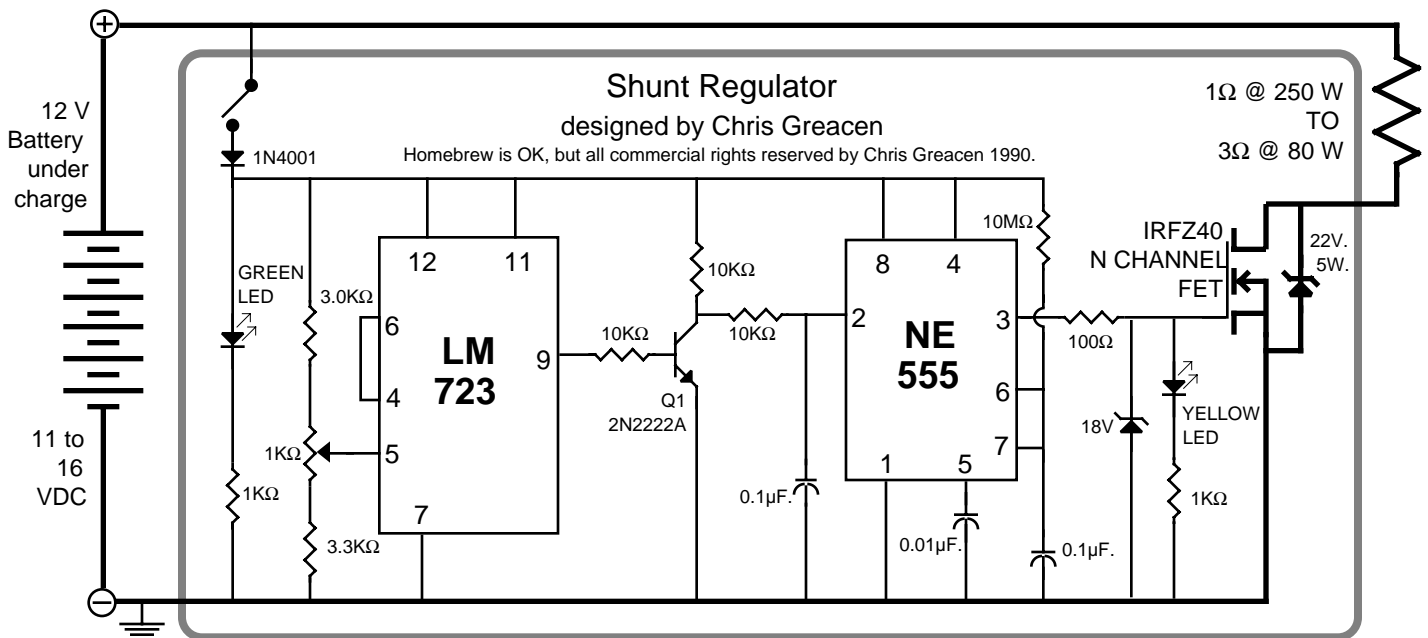 +
Shunt Regulator
designed by Chris Greacen
Homebrew is OK, but all commercial rights reserved by Chris Greacen 1990.
12 V
Battery
under
charge
11 to
16
VDC
−
1N4001
GREEN
LED
1KΩ
3.0KΩ
1KΩ
3.3KΩ
12
11
6
4
5
7
9
LM
723
10KΩ
10KΩ
10KΩ
Q1
2N2222A
0.1µF.
8
4
2
3
6
7
1
5
NE
555
0.01µF.
10MΩ
0.1µF.
100Ω
18V
YELLOW
LED
1KΩ
IRFZ40
N CHANNEL
FET
22V.
5W.
1Ω @ 250 W
TO
3Ω @ 80 W